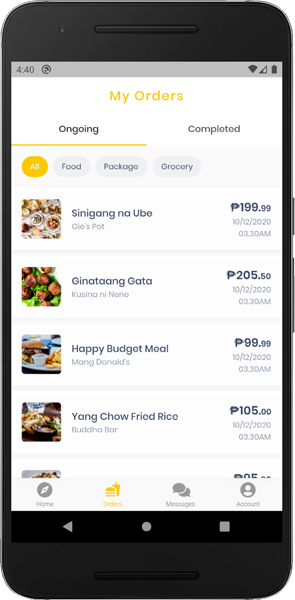 4:40
My Orders
Ongoing
Completed
All
Food
Package
Grocery
Sinigang na Ube
₱199.99
Gie's Pot
10/12/2020
03.30AM
Ginataang Gata
₱205.50
Kusina ni Nene
10/12/2020
03.30AM
Happy Budget Meal
₱99.99
Mang Donald's
10/12/2020
03.30AM
Yang Chow Fried Rice
₱105.00
Buddha Bar
10/12/2020
03.30AM
Home
Orders
Messages
Account